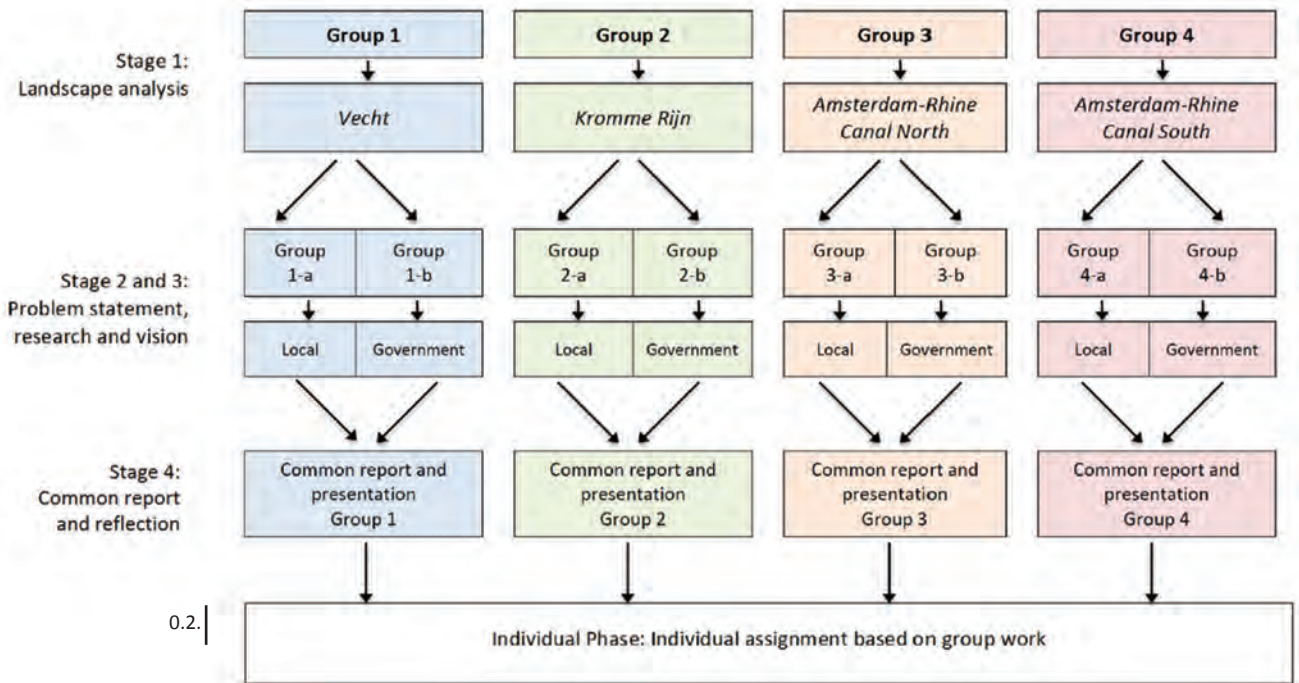 Group 1
Group 2
Group 3
Group 4
Stage 1:
Landscape analysis
Vecht
Kromme Rijn
Amsterdam-Rhine
Canal North
Amsterdam-Rhine
Canal South
Stage 2 and 3:
Problem statement,
research and vision
Group
1-a
Group
1-b
Group
2-a
Group
2-b
Group
3-a
Group
3-b
Group
4-a
Group
4-b
Local
Government
Local
Government
Local
Government
Local
Government
Stage 4:
Common report
and reflection
Common report and
presentation
Group 1
Common report and
presentation
Group 2
Common report and
presentation
Group 3
Common report and
presentation
Group 4
0.2.
Individual Phase: Individual assignment based on group work